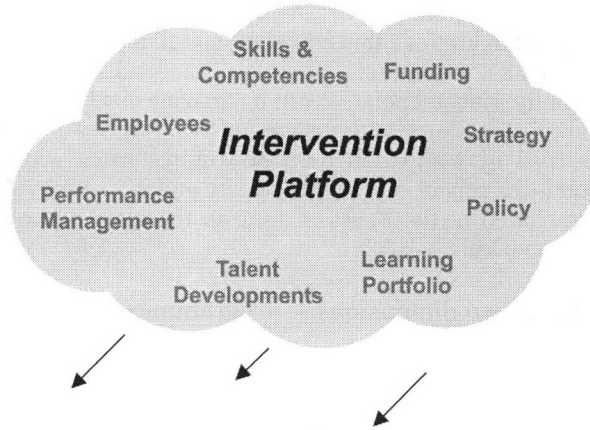 Skills &
Competencies
Funding
Employees
Intervention
Platform
Strategy
Performance
Management
Policy
Talent
Developments
Learning
Portfolio